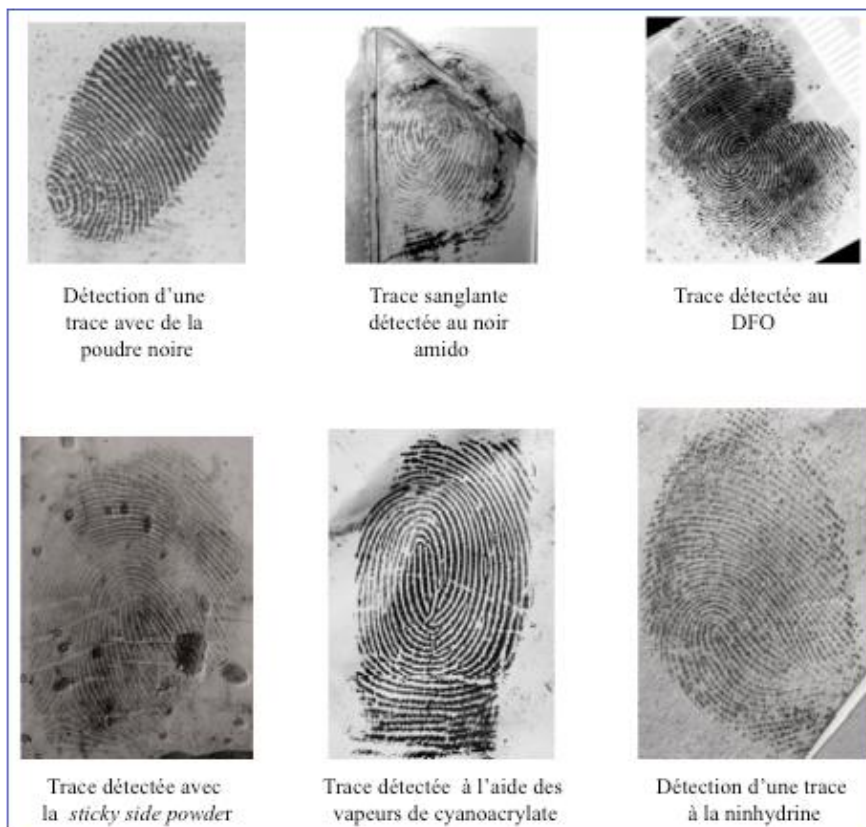 Détection d'une
trace avec de la
poudre noire
Trace sanglante
détectée au noir
amido
Trace détectée au
DFO
Trace détectée avec
la sticky side powder
Trace détectée à l'aide des
vapeurs de cyanoacrylate
Détection d'une trace
à la ninhydrine